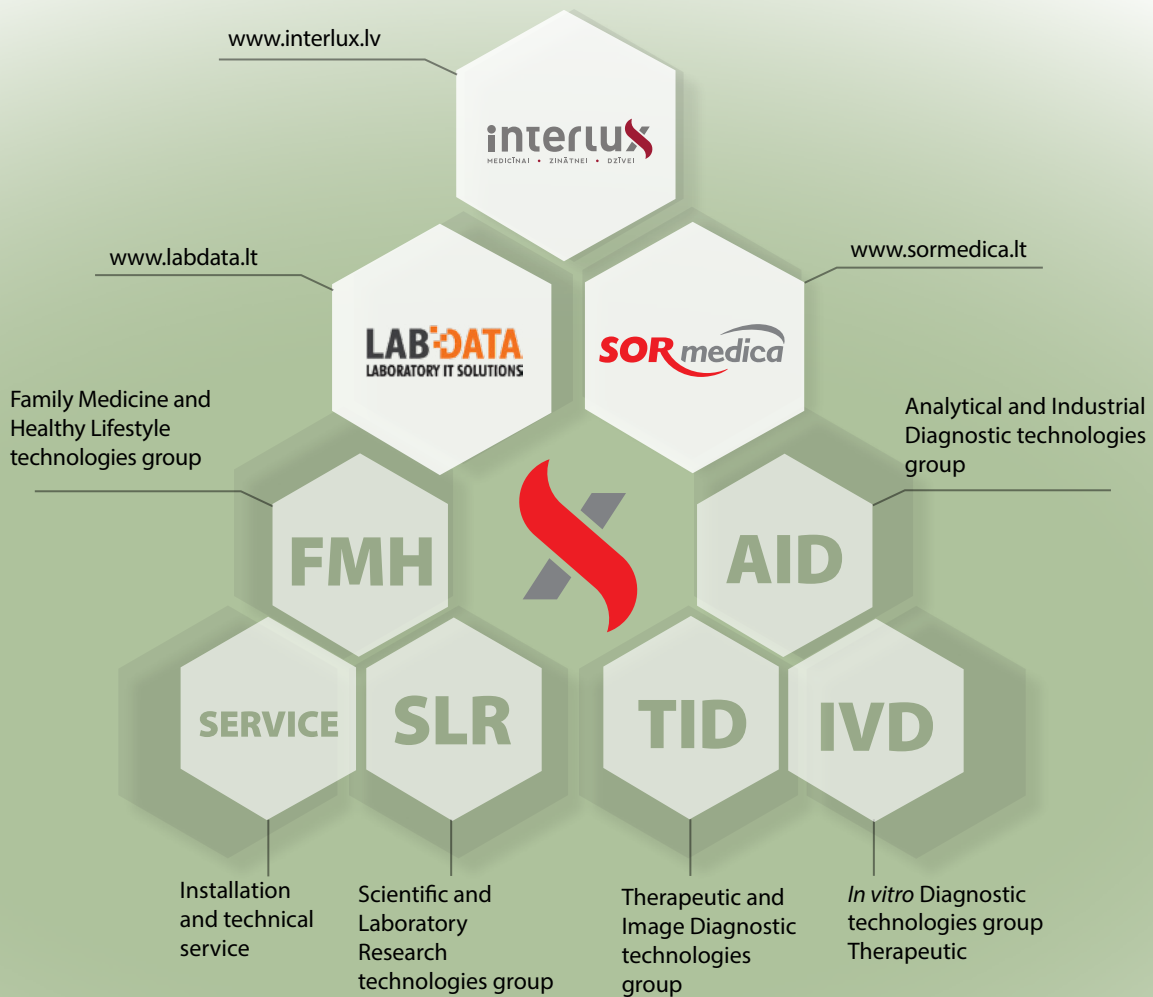 www.interlux.lv
interlux
MEDICĪNAI • ZINĀTNEI • DZĪVEI
www.labdata.lt
www.sormedica.lt
LAB DATA
LABORATORY IT SOLUTIONS
SOR medica
Family Medicine and
Healthy Lifestyle
technologies group
Analytical and Industrial
Diagnostic technologies
group
FMH
AID
SERVICE
SLR
TID
IVD
Installation
and technical
service
Scientific and
Laboratory
Research
technologies group
Therapeutic and
Image Diagnostic
technologies
group
In vitro Diagnostic
technologies group
Therapeutic